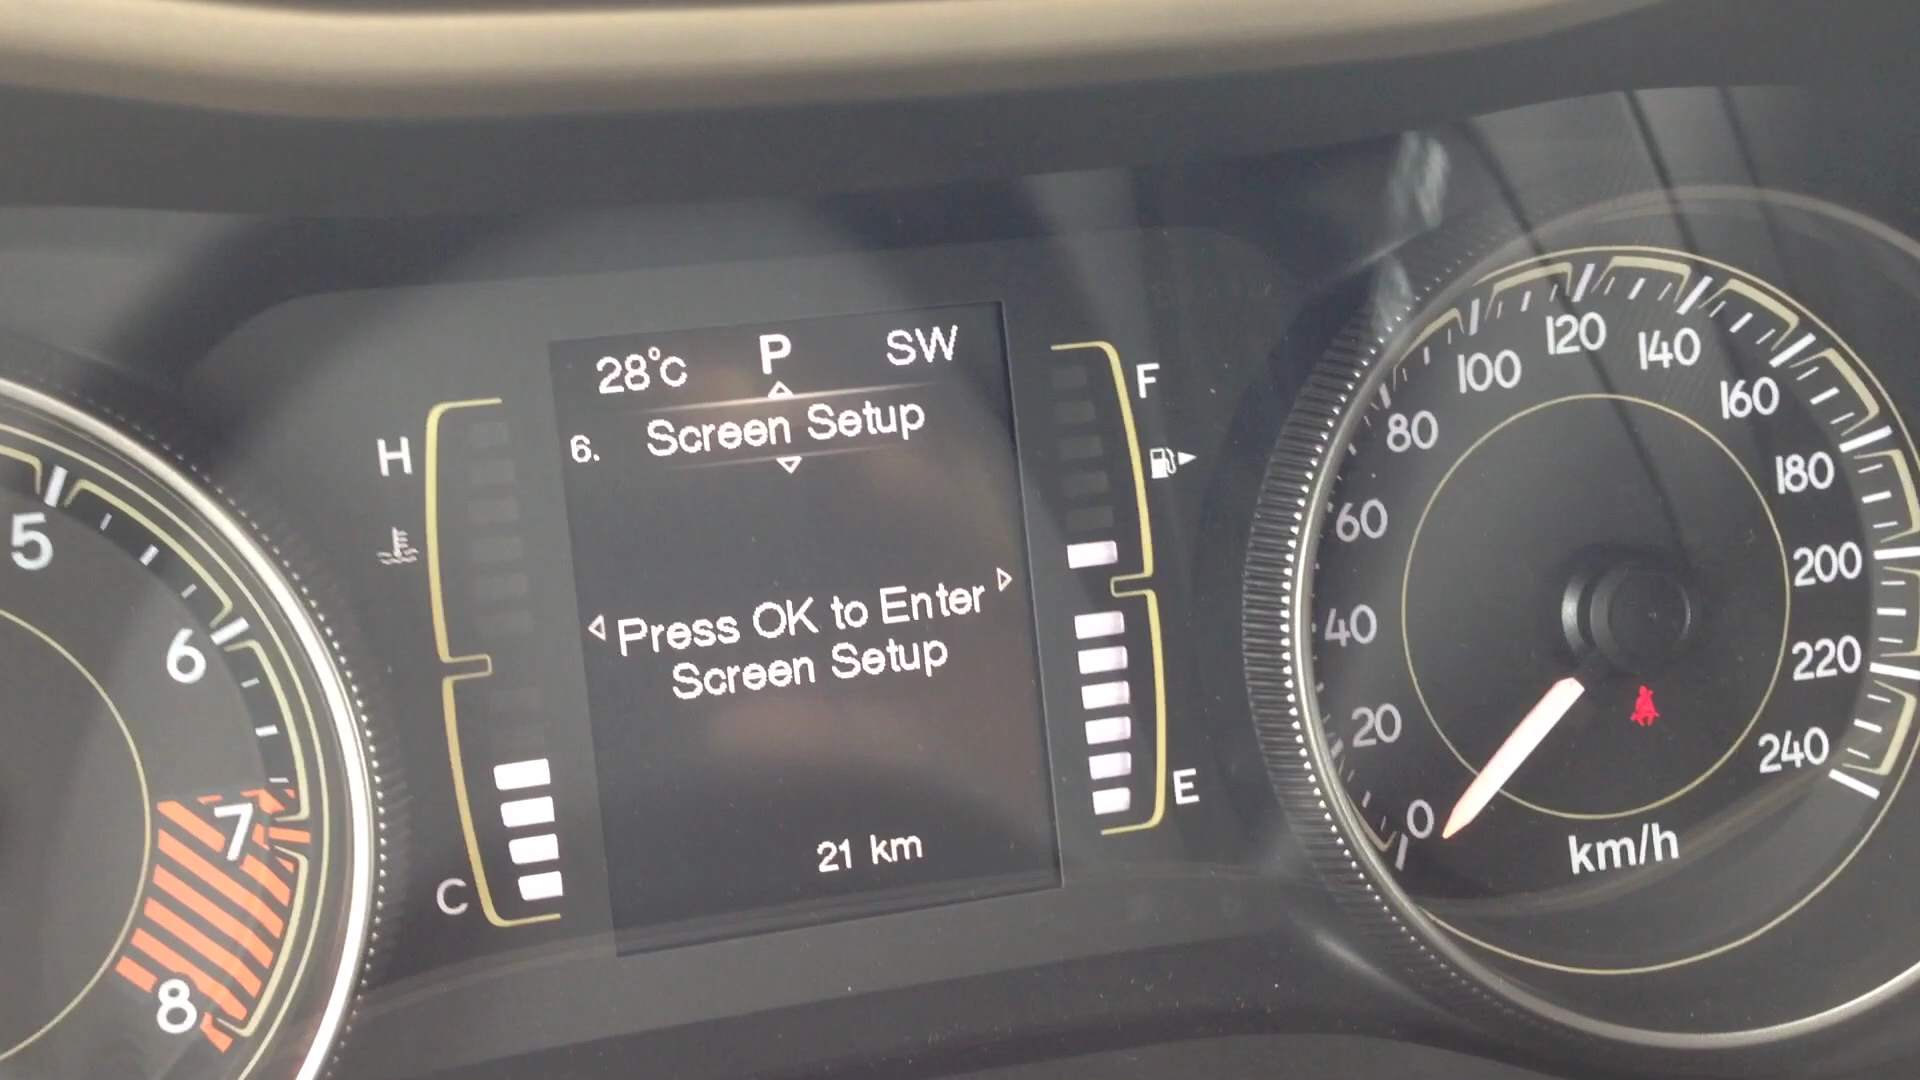 28°c P SW
6. Screen Setup
Press OK to Enter
Screen Setup
21 km
H
C
F
E
5
6
7
8
0
20
40
60
80
100
120
140
160
180
200
220
240
km/h